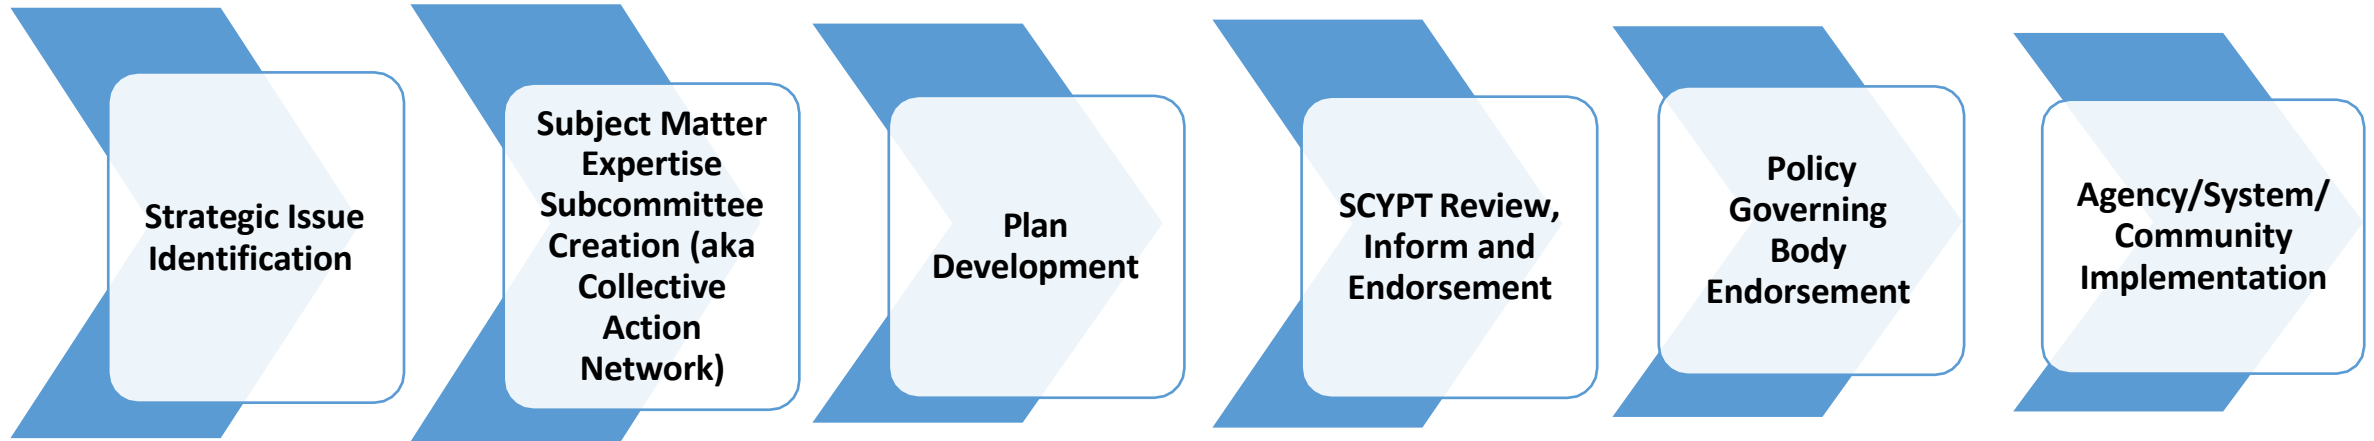 Strategic Issue
Identification
Subject Matter
Expertise
Subcommittee
Creation (aka
Collective
Action
Network)
Plan
Development
SCYPT Review,
Inform and
Endorsement
Policy
Governing
Body
Endorsement
Agency/System/
Community
Implementation